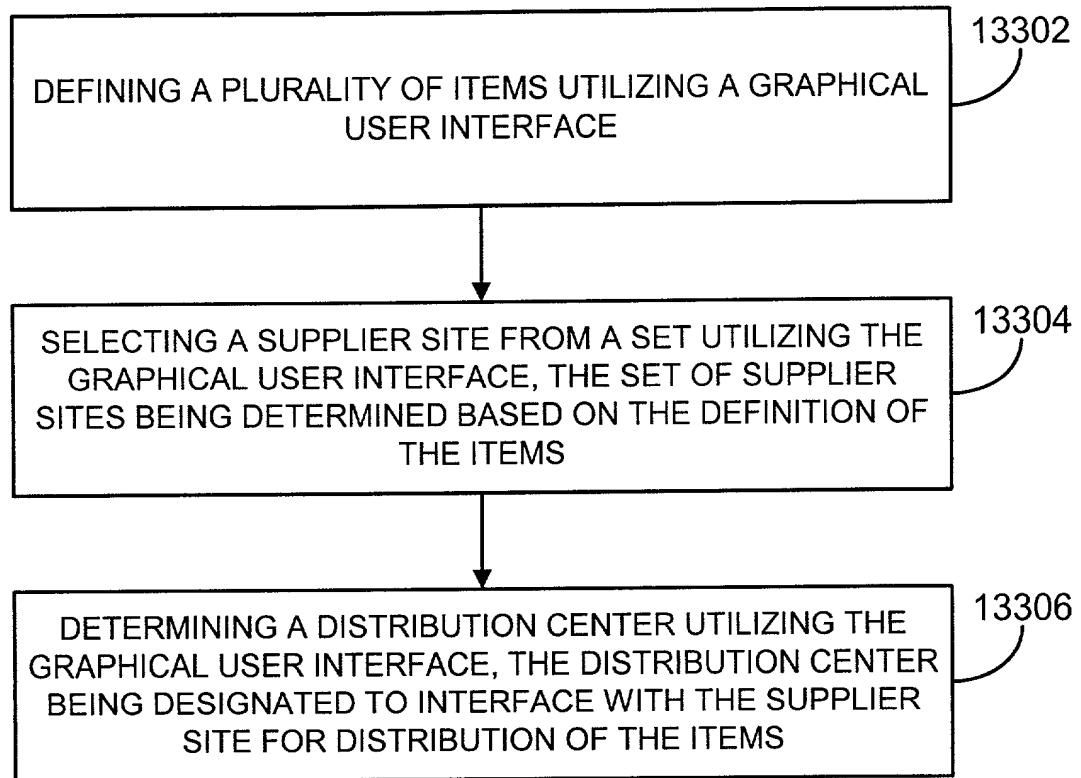 13302
DEFINING A PLURALITY OF ITEMS UTILIZING A GRAPHICAL
USER INTERFACE
13304
SELECTING A SUPPLIER SITE FROM A SET UTILIZING THE
GRAPHICAL USER INTERFACE, THE SET OF SUPPLIER
SITES BEING DETERMINED BASED ON THE DEFINITION OF
THE ITEMS
13306
DETERMINING A DISTRIBUTION CENTER UTILIZING THE
GRAPHICAL USER INTERFACE, THE DISTRIBUTION CENTER
BEING DESIGNATED TO INTERFACE WITH THE SUPPLIER
SITE FOR DISTRIBUTION OF THE ITEMS